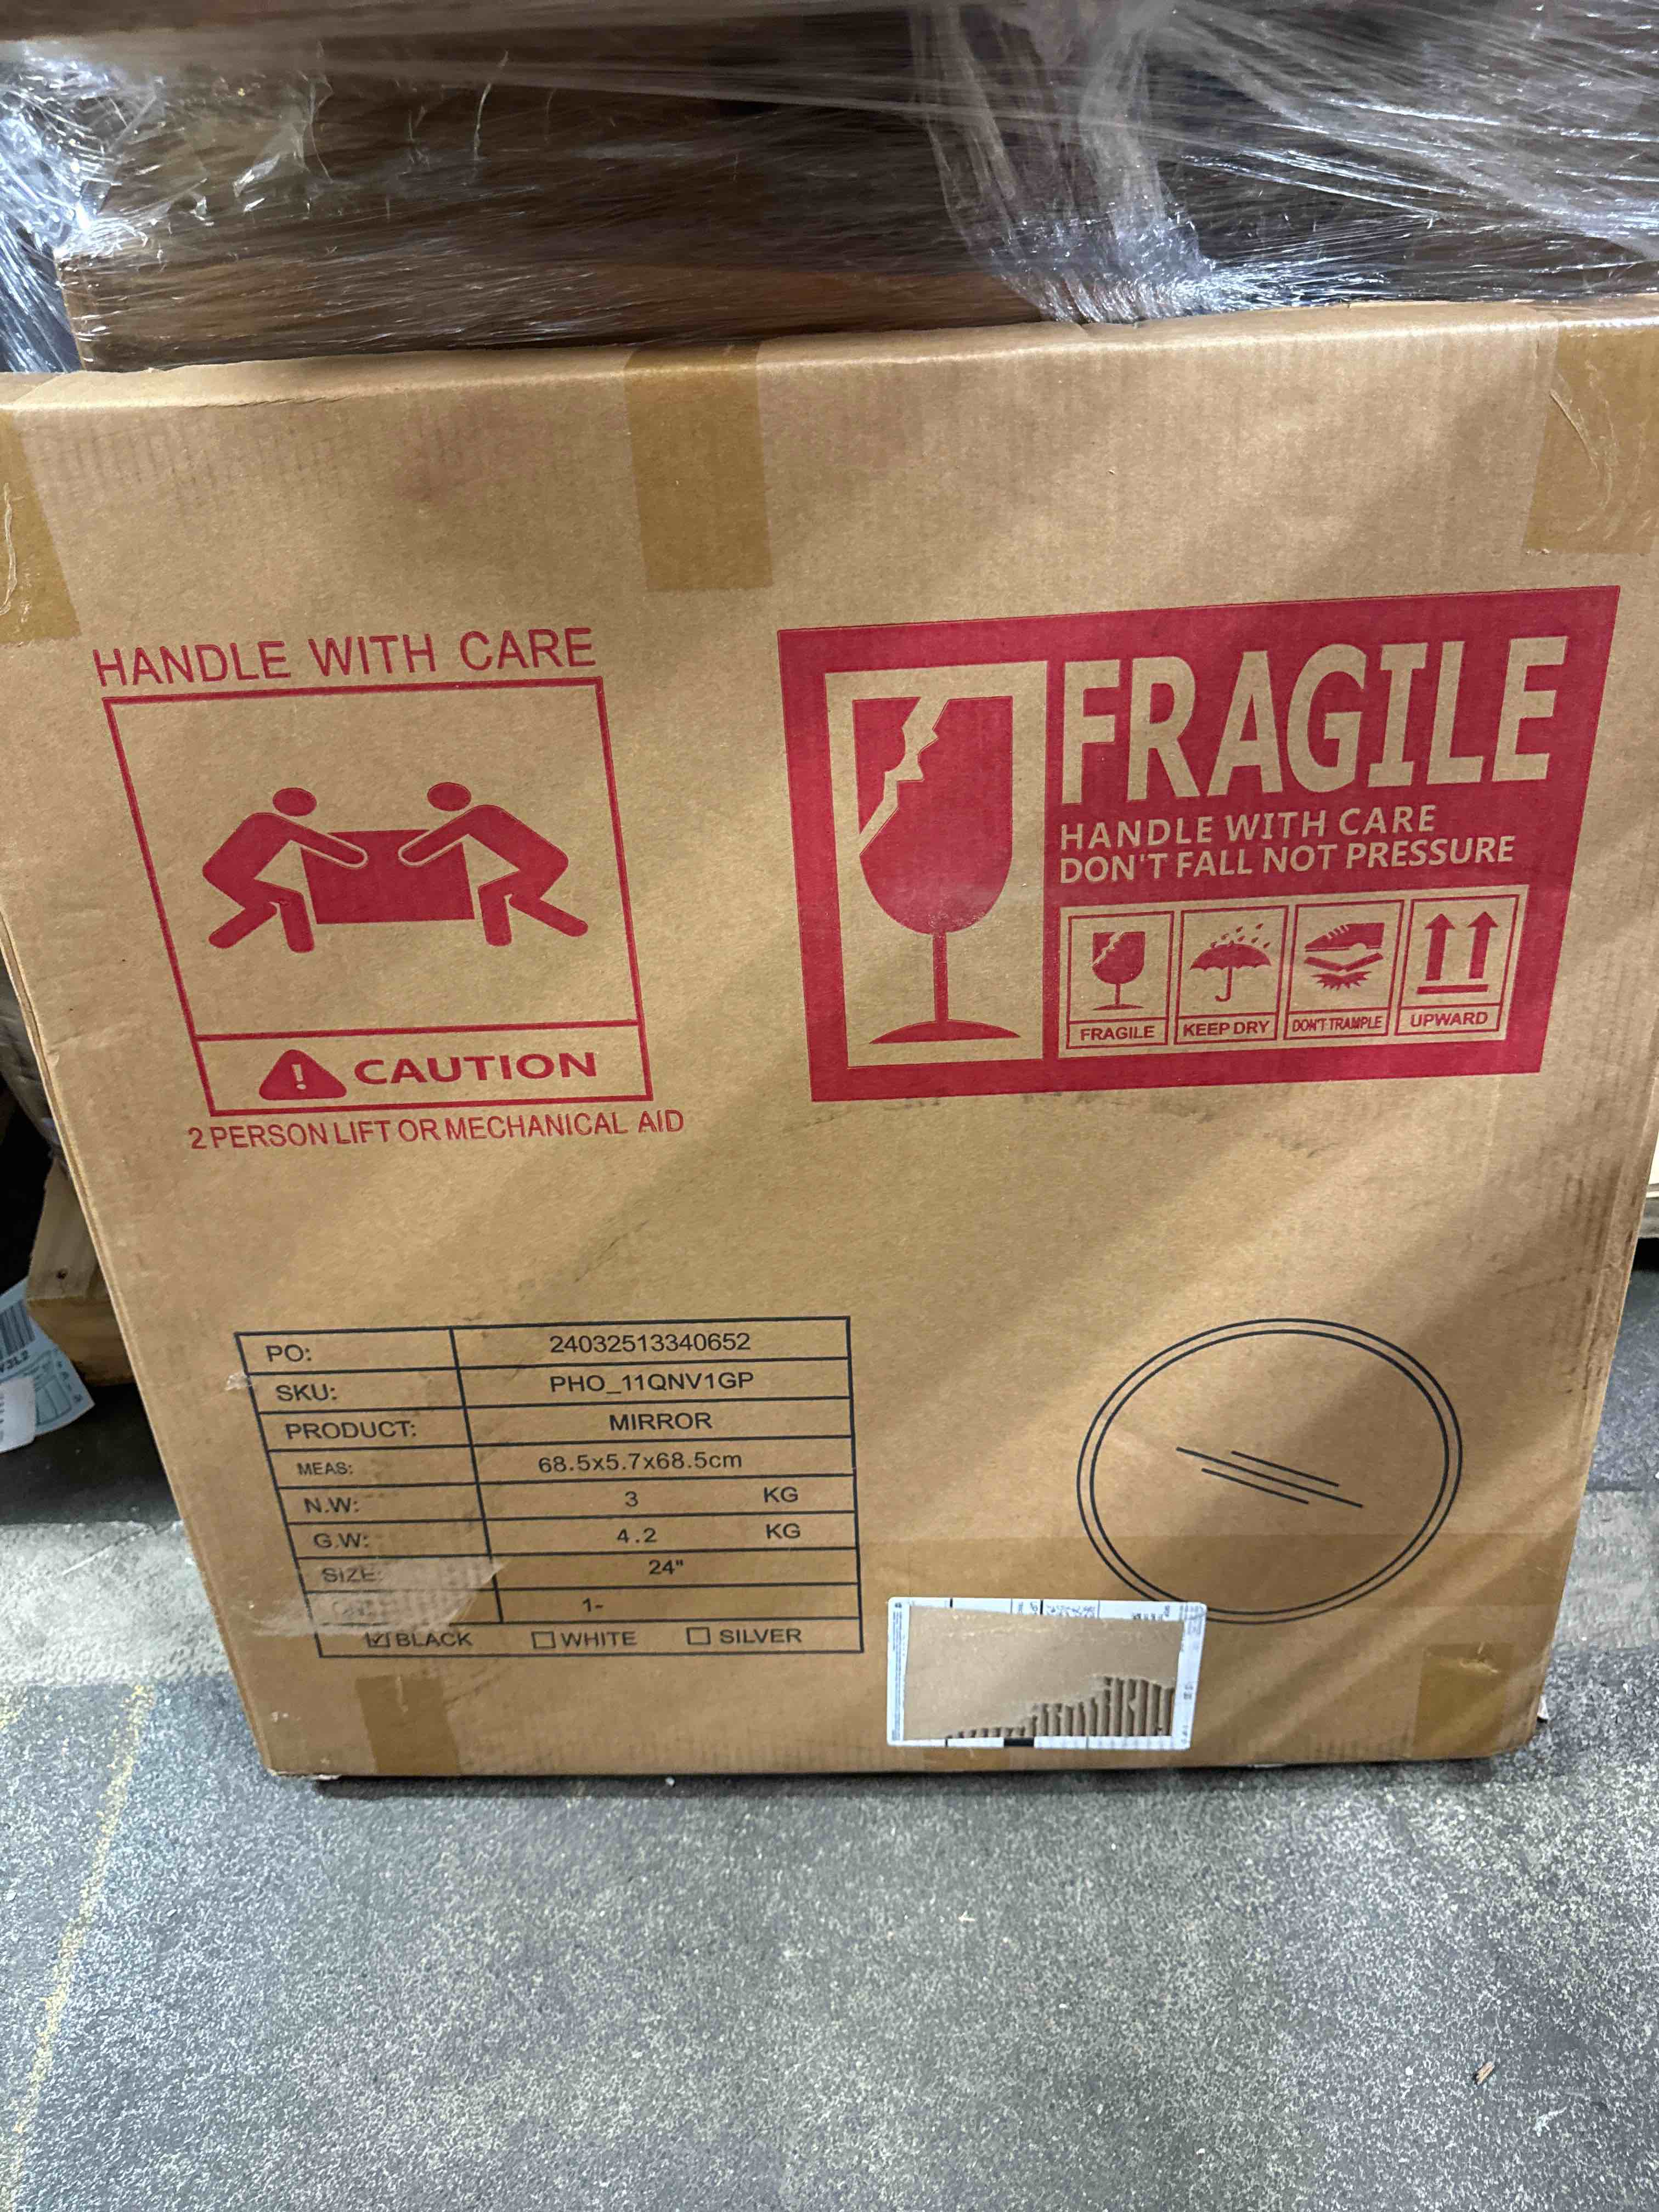 HANDLE WITH CARE
CAUTION
2 PERSON LIFT OR MECHANICAL AID
FRAGILE
HANDLE WITH CARE
DON'T FALL NOT PRESSURE
FRAGILE KEEP DRY DON'T TRAMPLE UPWARD
PO: 24032513340652
SKU: PHO_11QNV1GP
PRODUCT: MIRROR
MEAS: 68.5x5.7x68.5cm
N.W: 3 KG
G.W: 4.2 KG
SIZE: 24"
1-
☑BLACK ☐WHITE ☐SILVER